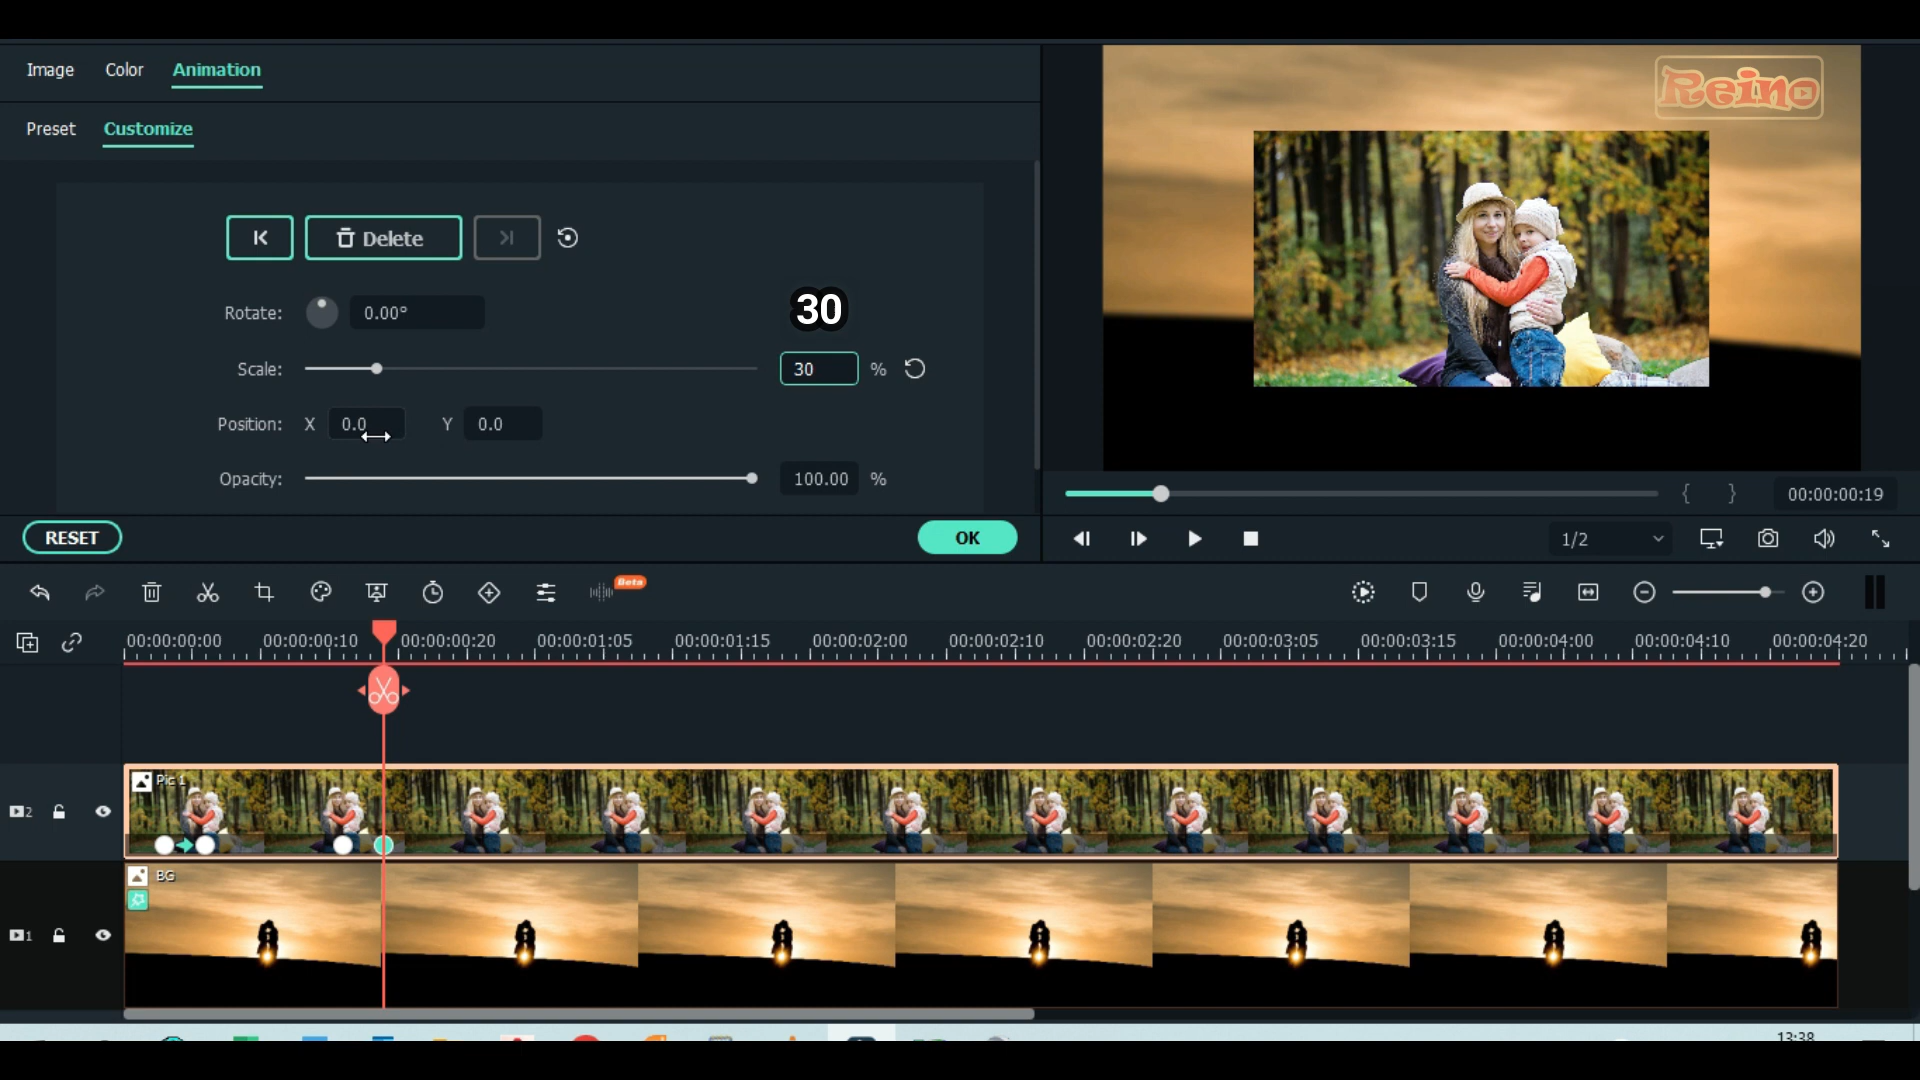 Image Color Animation
Reino
Preset Customize
Delete
Rotate: 0.00°
30
Scale: 30 %
Position: X 0.0 Y 0.0
Opacity: 100.00 %
{ } 00:00:00:19
RESET OK
1/2
Beta
00:00:00:00 00:00:00:10 00:00:00:20 00:00:01:05 00:00:01:15 00:00:02:00 00:00:02:10 00:00:02:20 00:00:03:05 00:00:03:15 00:00:04:00 00:00:04:10 00:00:04:20
Pic 1
2
BG
1
13:38